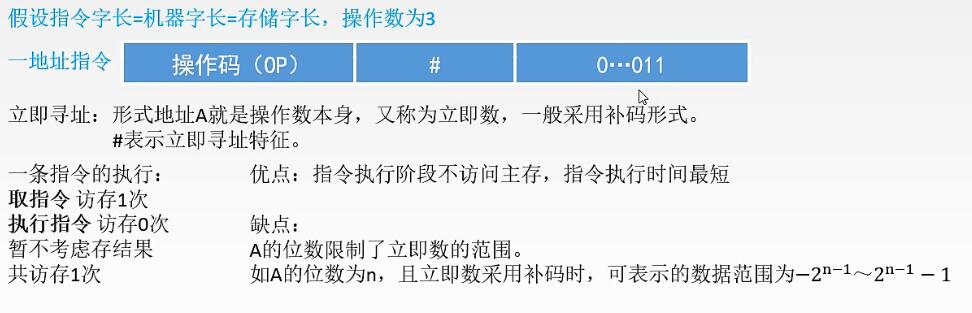 假设指令字长=机器字长=存储字长，操作数为3
一地址指令 操作码（OP） # 0…011
立即寻址：形式地址A就是操作数本身，又称为立即数，一般采用补码形式。
#表示立即寻址特征。
一条指令的执行： 优点：指令执行阶段不访问主存，指令执行时间最短
取指令 访存1次
执行指令 访存0次 缺点：
暂不考虑存结果 A的位数限制了立即数的范围。
共访存1次 如A的位数为n，且立即数采用补码时，可表示的数据范围为−2ⁿ⁻¹～2ⁿ⁻¹ − 1